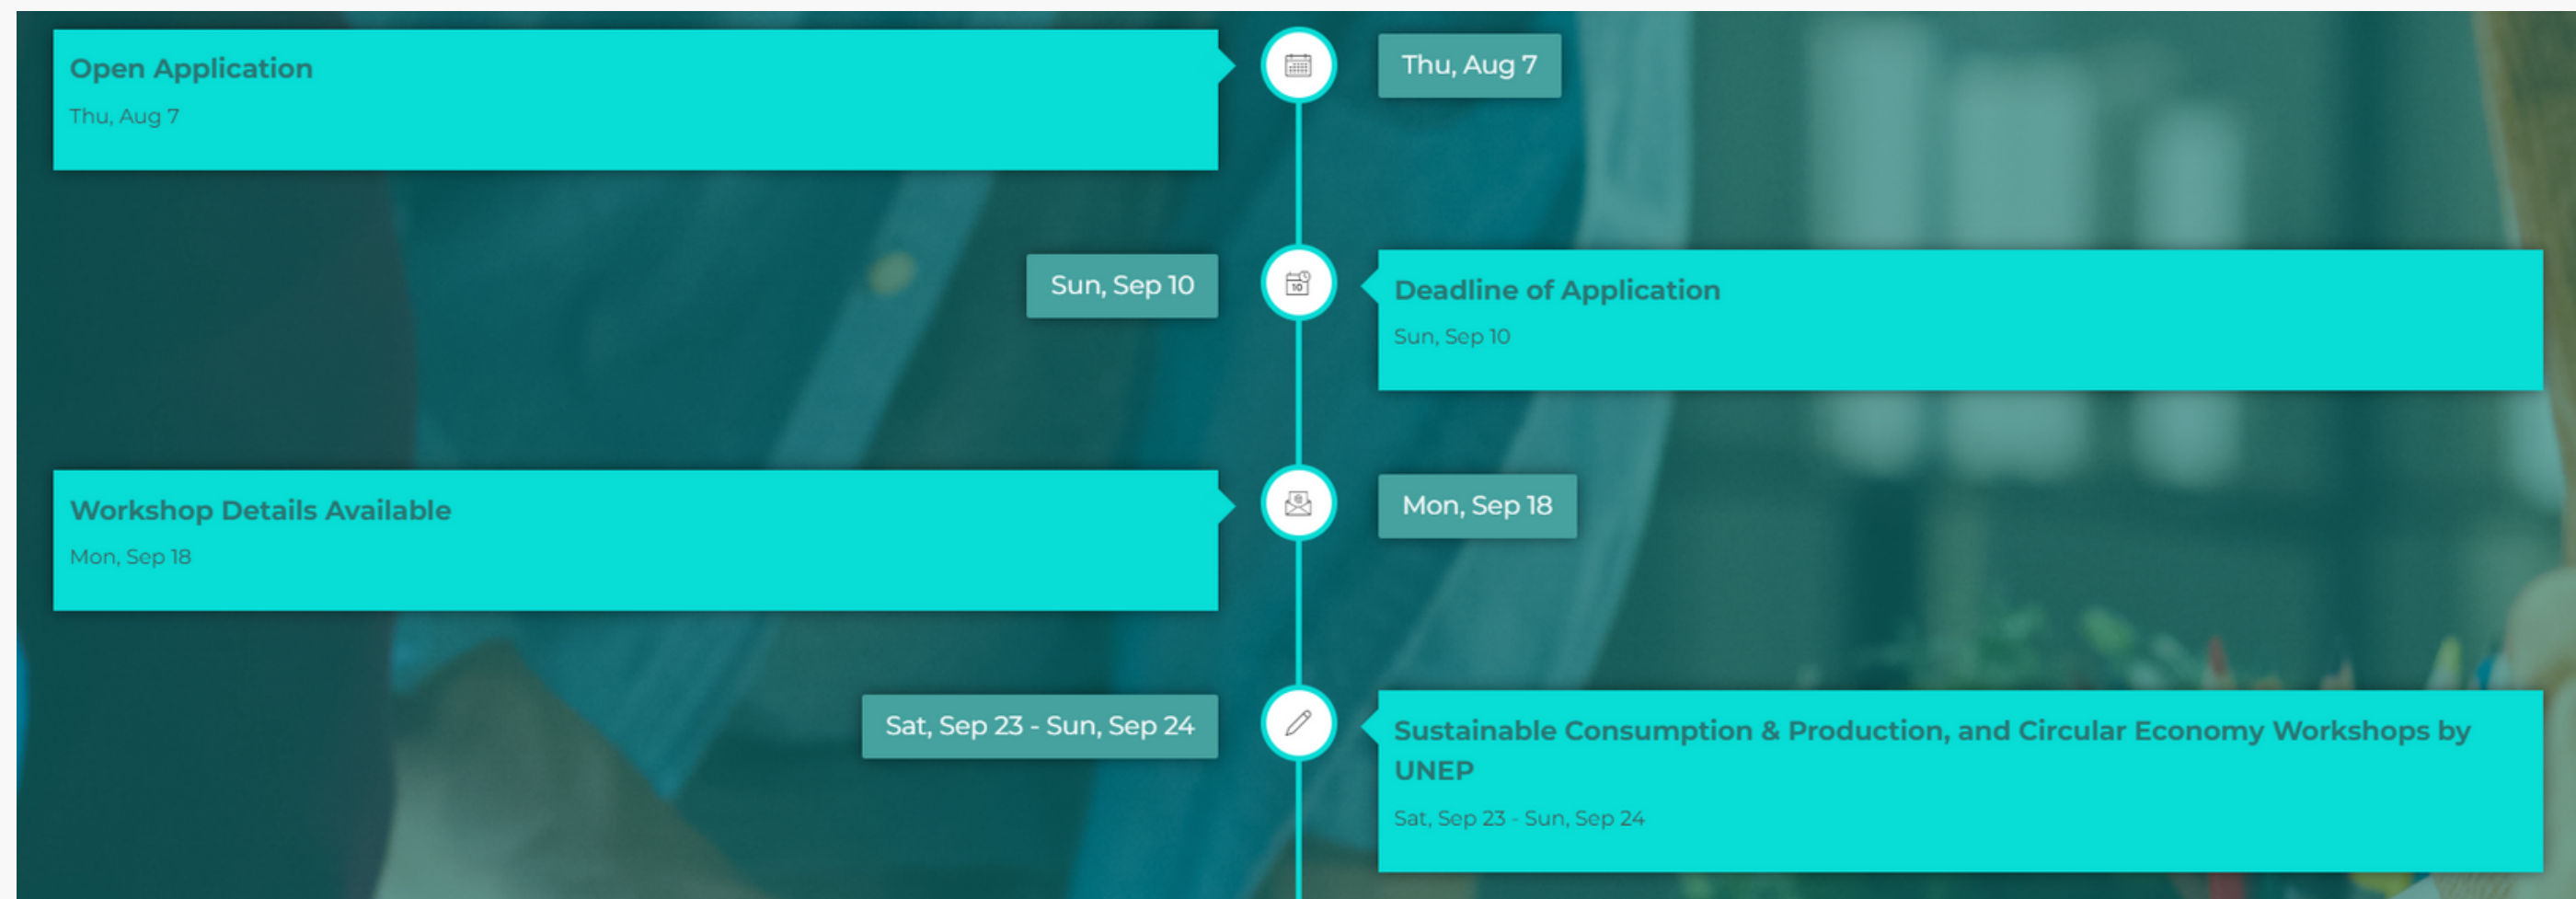 Open Application
Thu, Aug 7
Thu, Aug 7
Sun, Sep 10
Deadline of Application
Sun, Sep 10
Workshop Details Available
Mon, Sep 18
Mon, Sep 18
Sat, Sep 23 - Sun, Sep 24
Sustainable Consumption & Production, and Circular Economy Workshops by
UNEP
Sat, Sep 23 - Sun, Sep 24